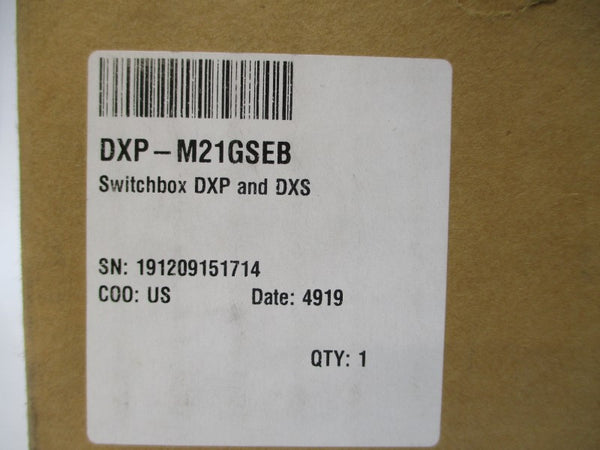 DXP-M21GSEB
Switchbox DXP and DXS
SN: 191209151714
COO: US Date: 4919
QTY: 1